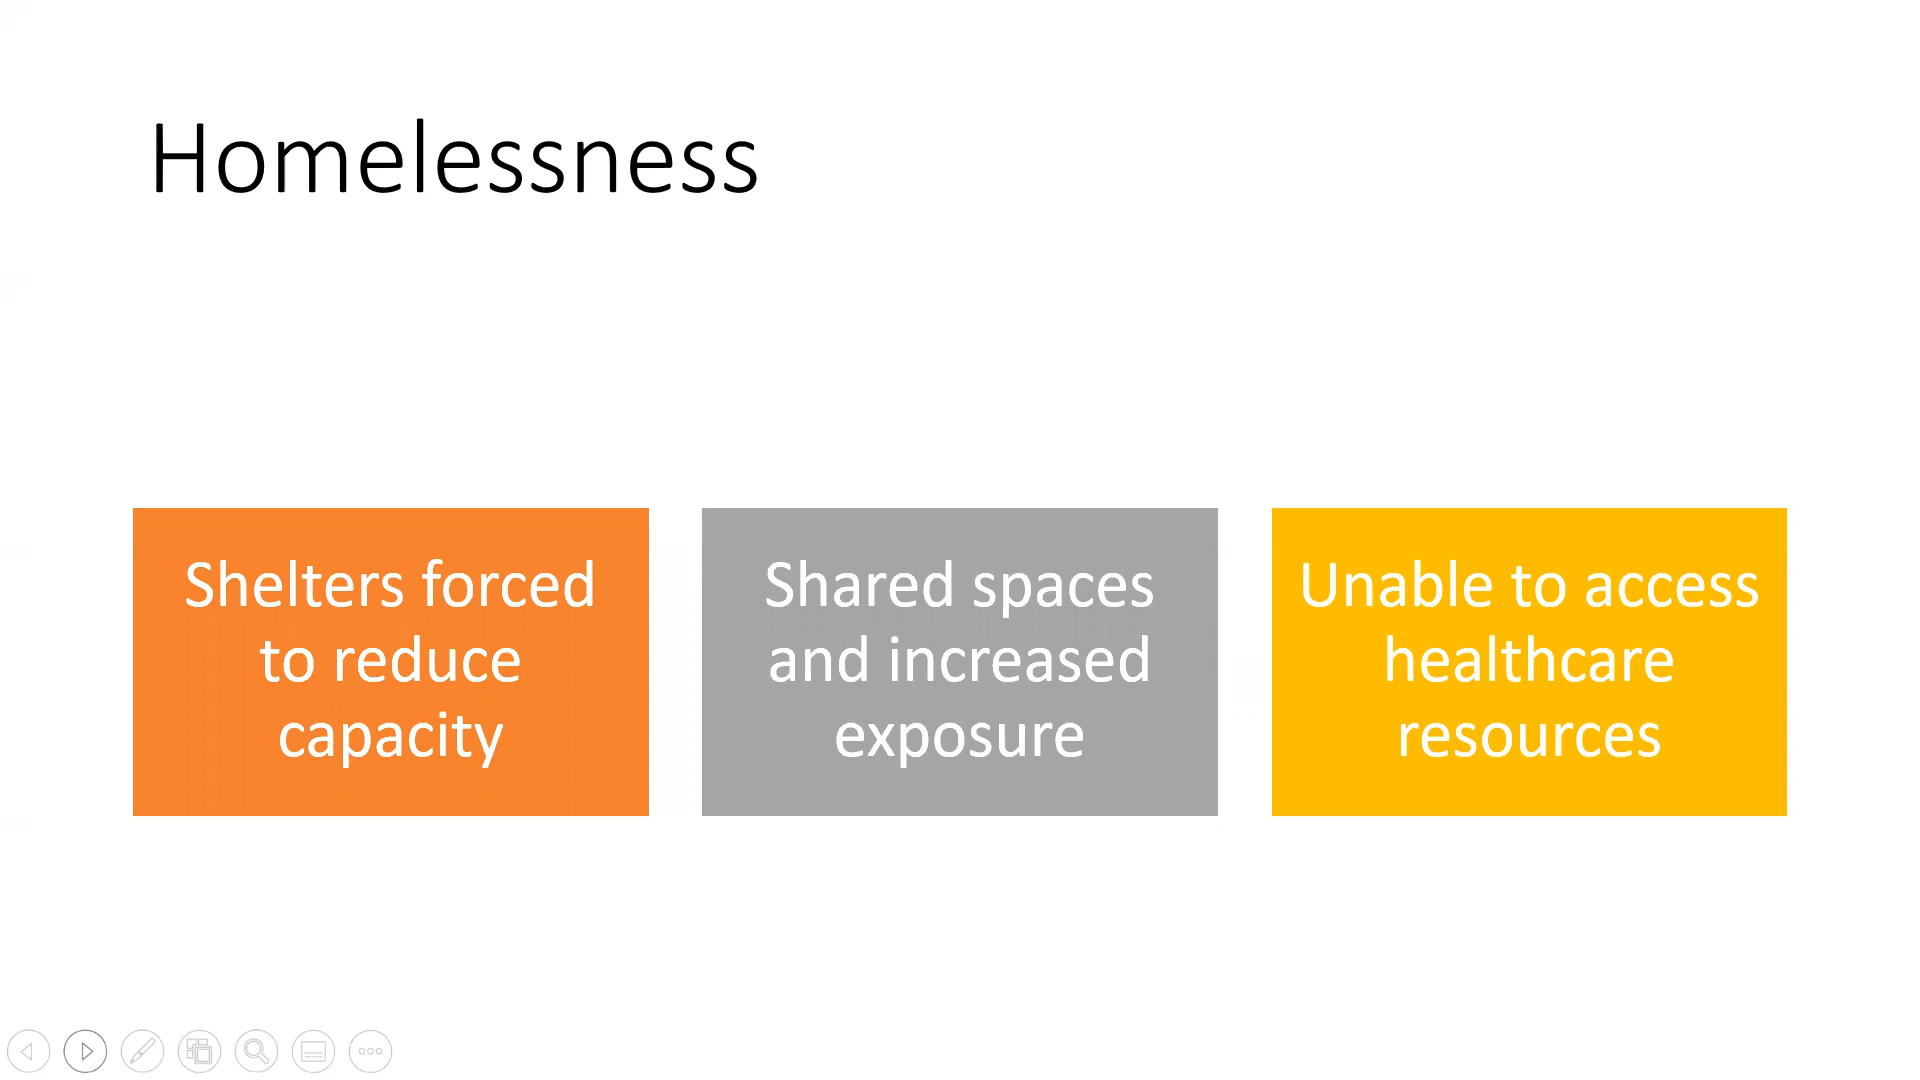 Homelessness
Shelters forced
to reduce
capacity
Shared spaces
and increased
exposure
Unable to access
healthcare
resources